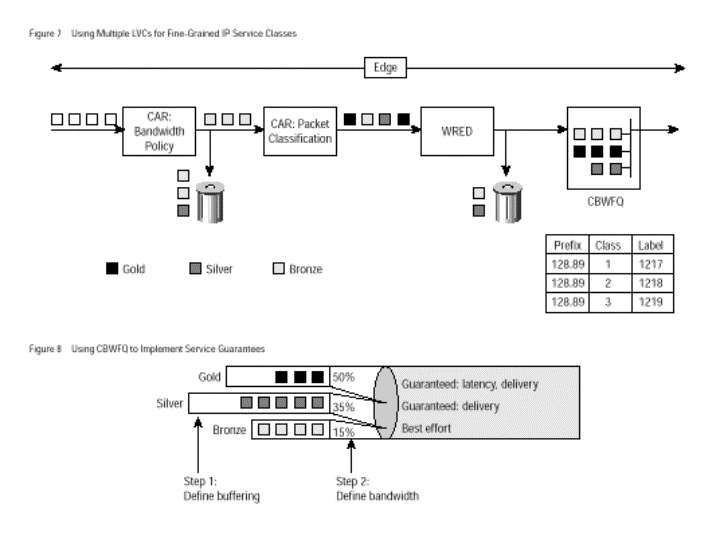 Figure 7 Using Multiple LVCs for Fine-Grained IP Service Classes
Edge
CAR:
Bandwidth
Policy
CAR: Packet
Classification
WRED
CBWFQ
Gold
Silver
Bronze
Prefix Class Label
128.89 1 1217
128.89 2 1218
128.89 3 1219
Figure 8 Using CBWFQ to Implement Service Guarantees
Gold 50% Guaranteed: latency, delivery
Silver 35% Guaranteed: delivery
Bronze 15% Best effort
Step 1:
Define buffering
Step 2:
Define bandwidth